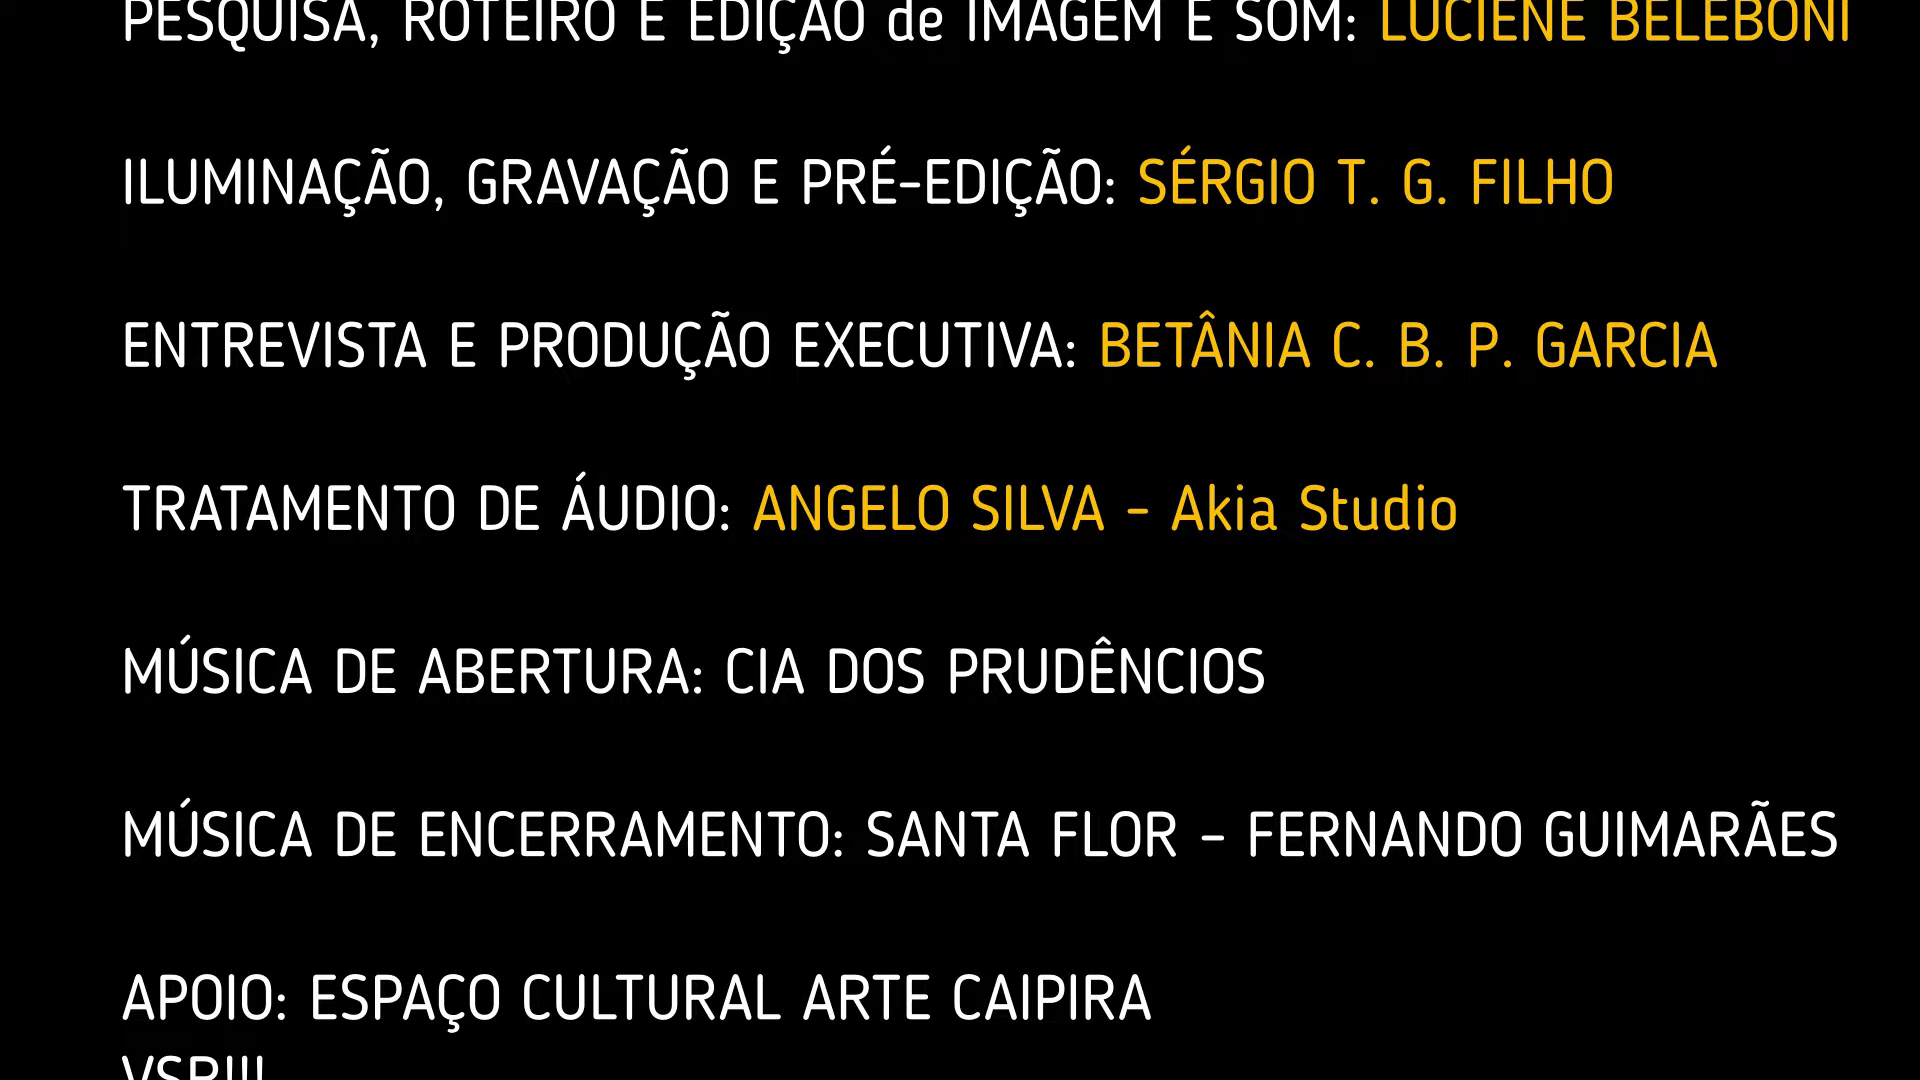 PESQUISA, ROTEIRO E EDIÇÃO de IMAGEM E SOM: LUCIENE BELEBONI
ILUMINAÇÃO, GRAVAÇÃO E PRÉ-EDIÇÃO: SÉRGIO T. G. FILHO
ENTREVISTA E PRODUÇÃO EXECUTIVA: BETÂNIA C. B. P. GARCIA
TRATAMENTO DE ÁUDIO: ANGELO SILVA - Akia Studio
MÚSICA DE ABERTURA: CIA DOS PRUDÊNCIOS
MÚSICA DE ENCERRAMENTO: SANTA FLOR - FERNANDO GUIMARÃES
APOIO: ESPAÇO CULTURAL ARTE CAIPIRA